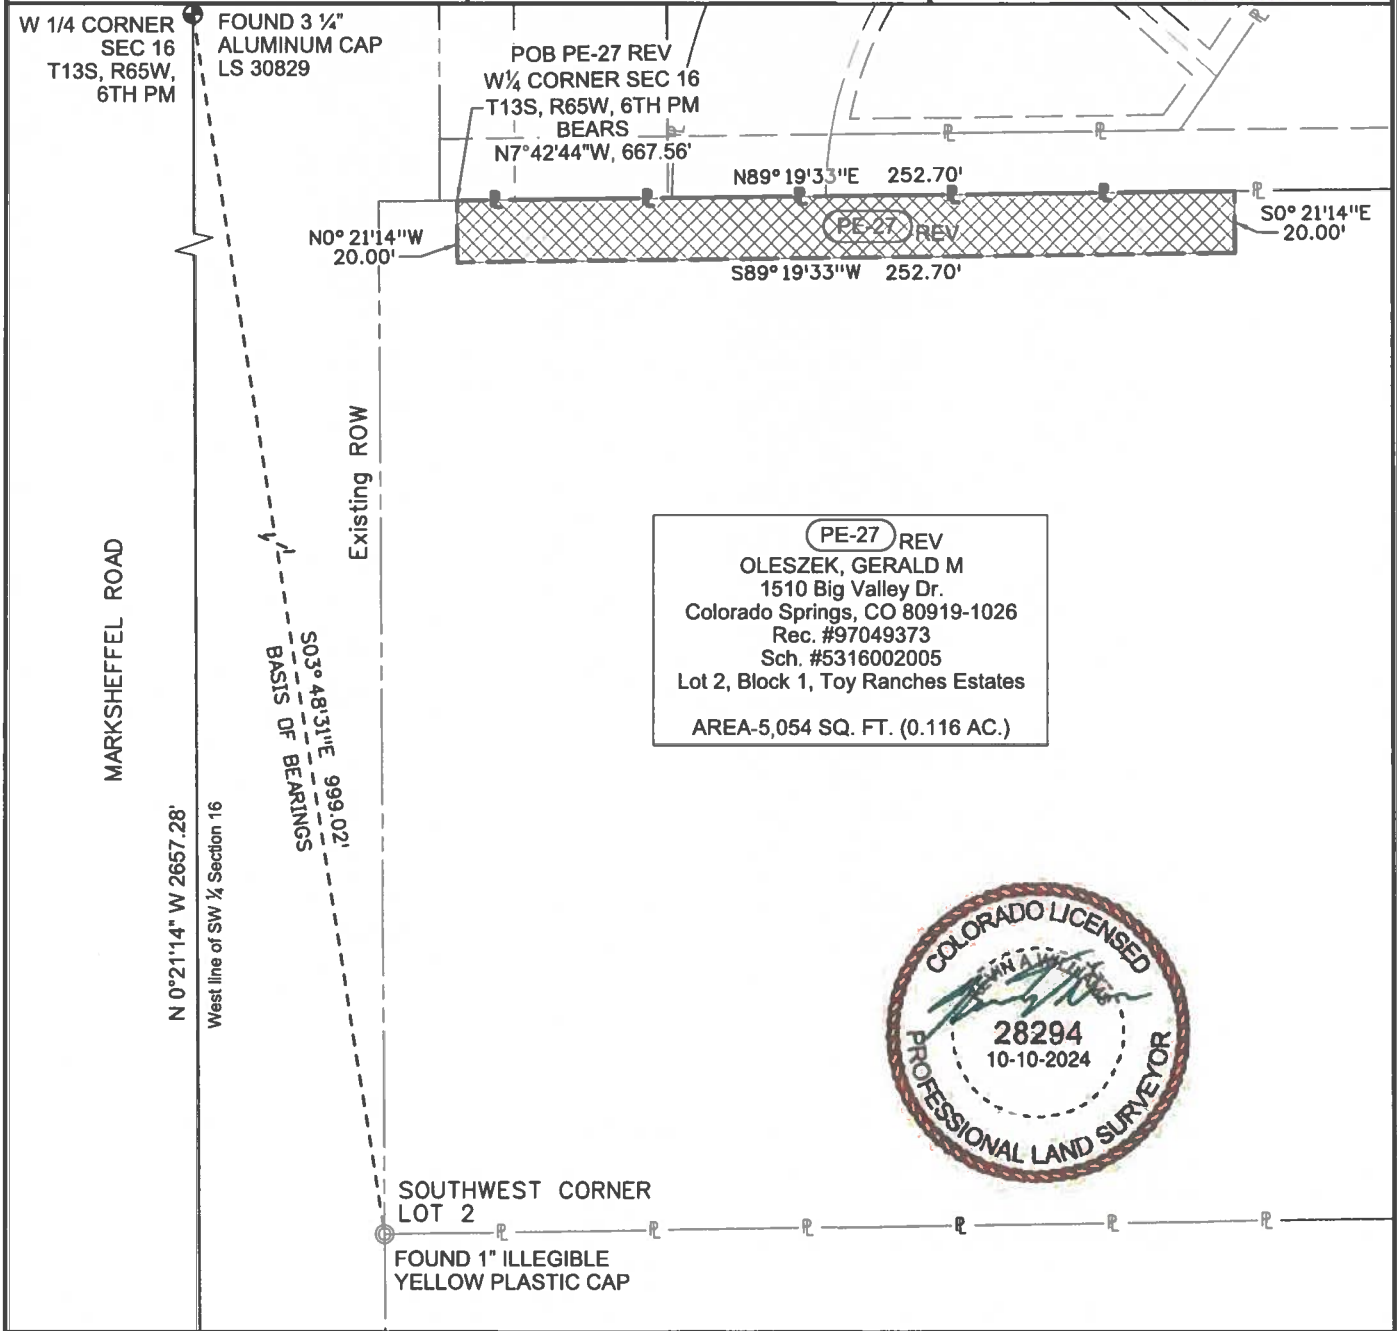 W 1/4 CORNER
SEC 16
T13S, R65W,
6TH PM
FOUND 3 ¼"
ALUMINUM CAP
LS 30829
POB PE-27 REV
W¼ CORNER SEC 16
T13S, R65W, 6TH PM
BEARS
N7°42'44"W, 667.56'
N89°19'33"E 252.70'
N0°21'14"W
20.00'
PE-27 REV
S0°21'14"E
20.00'
S89°19'33"W 252.70'
Existing ROW
MARKSHEFFEL ROAD
S03°48'31"E 999.02'
BASIS OF BEARINGS
N 0°21'14" W 2657.28'
West line of SW ¼ Section 16
PE-27 REV
OLESZEK, GERALD M
1510 Big Valley Dr.
Colorado Springs, CO 80919-1026
Rec. #97049373
Sch. #5316002005
Lot 2, Block 1, Toy Ranches Estates
AREA-5,054 SQ. FT. (0.116 AC.)
COLORADO LICENSED
KEVIN A
28294
10-10-2024
PROFESSIONAL LAND SURVEYOR
SOUTHWEST CORNER
LOT 2
FOUND 1" ILLEGIBLE
YELLOW PLASTIC CAP